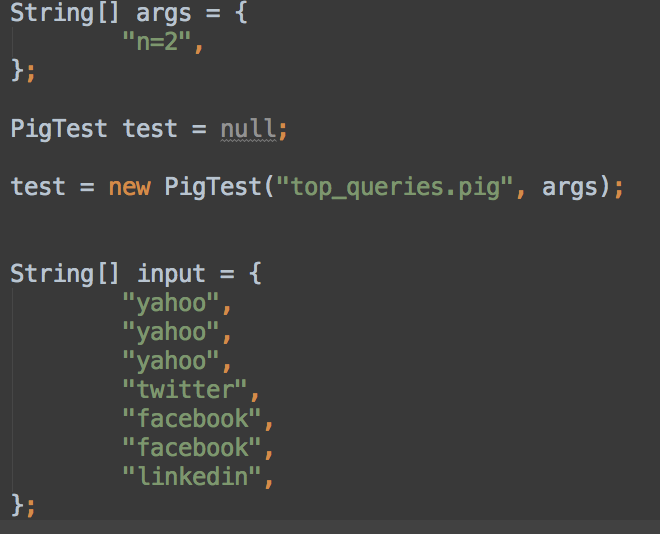 String[] args = {
"n=2",
};
PigTest test = null;
test = new PigTest("top_queries.pig", args);
String[] input = {
"yahoo",
"yahoo",
"yahoo",
"twitter",
"facebook",
"facebook",
"linkedin",
};